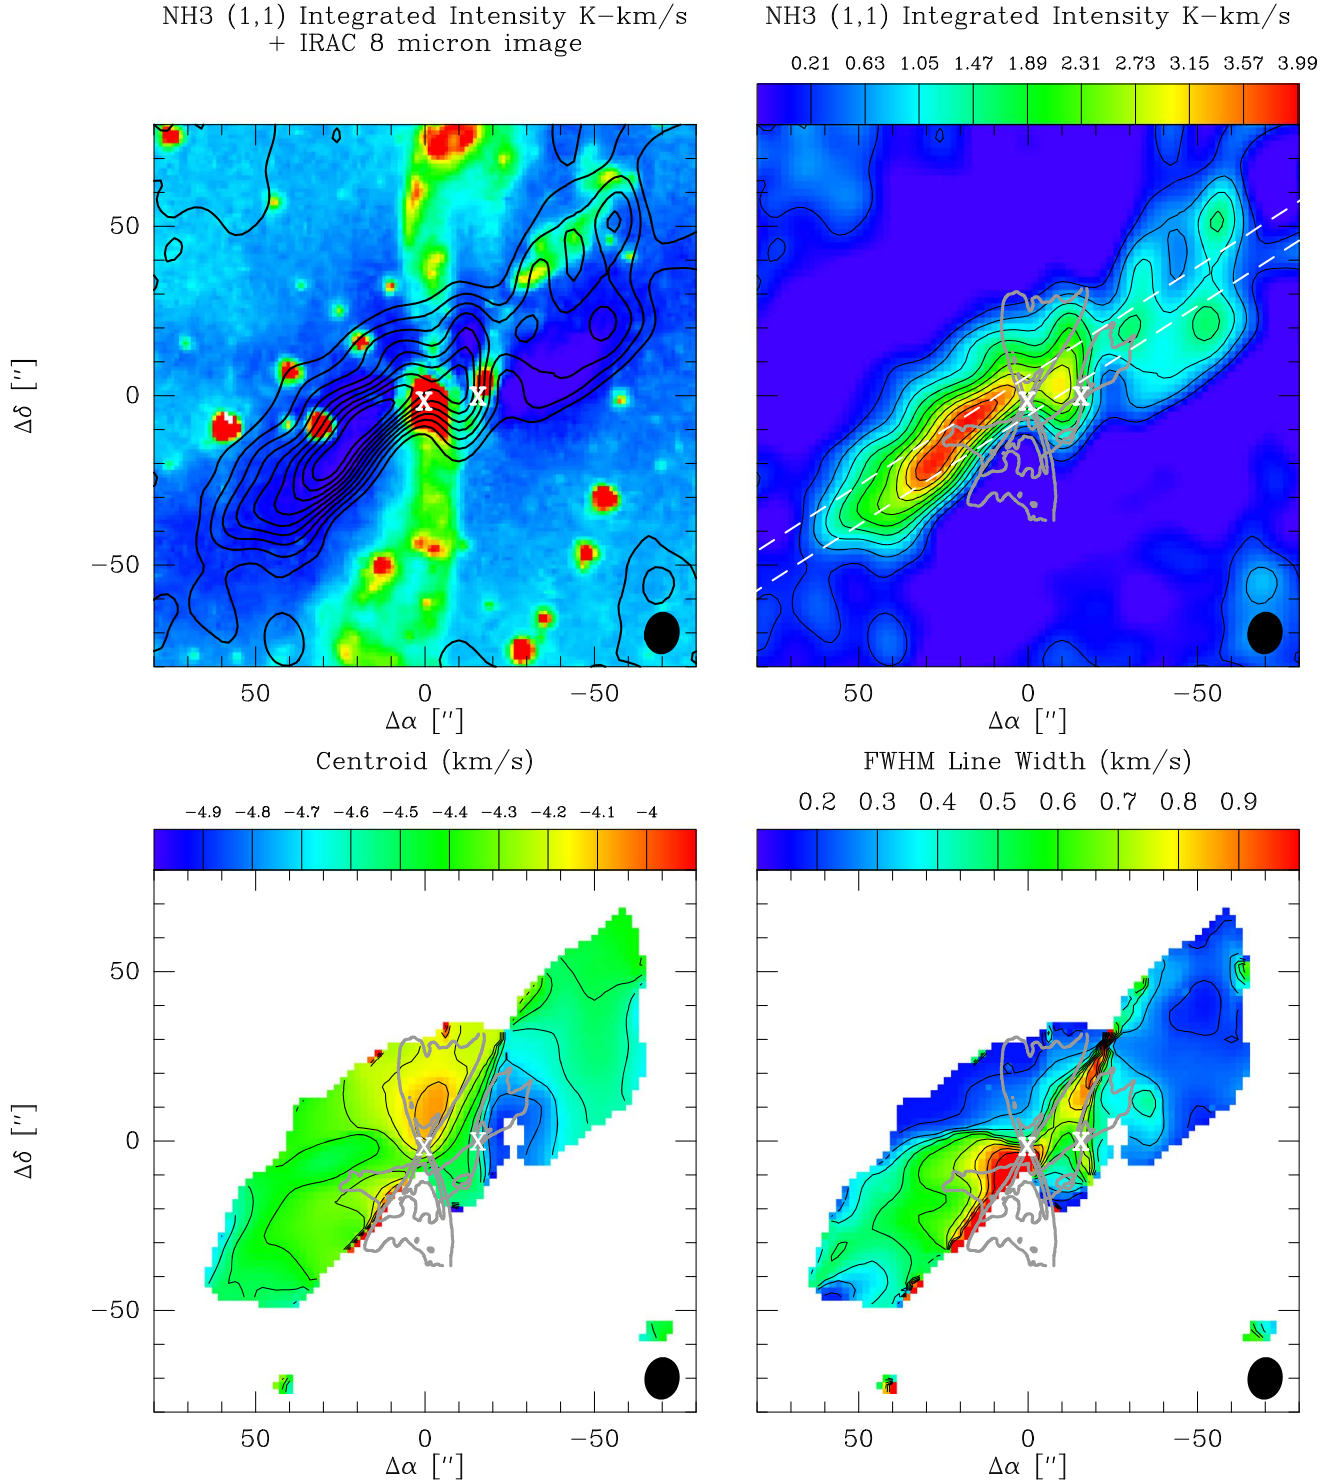 NH3 (1,1) Integrated Intensity K−km/s
+ IRAC 8 micron image
NH3 (1,1) Integrated Intensity K−km/s
0.21 0.63 1.05 1.47 1.89 2.31 2.73 3.15 3.57 3.99
50
0
−50
Δδ ["]
X X
X X
50 0 −50
Δα ["]
50 0 −50
Δα ["]
Centroid (km/s)
−4.9 −4.8 −4.7 −4.6 −4.5 −4.4 −4.3 −4.2 −4.1 −4
FWHM Line Width (km/s)
0.2 0.3 0.4 0.5 0.6 0.7 0.8 0.9
50
0
−50
Δδ ["]
X X
X X
50 0 −50
Δα ["]
50 0 −50
Δα ["]